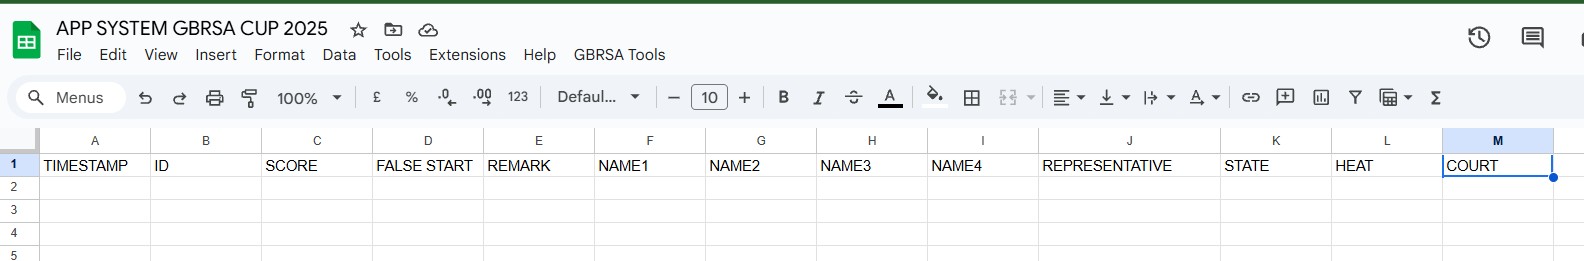 APP SYSTEM GBRSA CUP 2025
File Edit View Insert Format Data Tools Extensions Help GBRSA Tools
Menus 100% £ % .0 .00 123 Defaul... − 10 + B I S A Σ
A B C D E F G H I J K L M
1 TIMESTAMP ID SCORE FALSE START REMARK NAME1 NAME2 NAME3 NAME4 REPRESENTATIVE STATE HEAT COURT
2
3
4
5